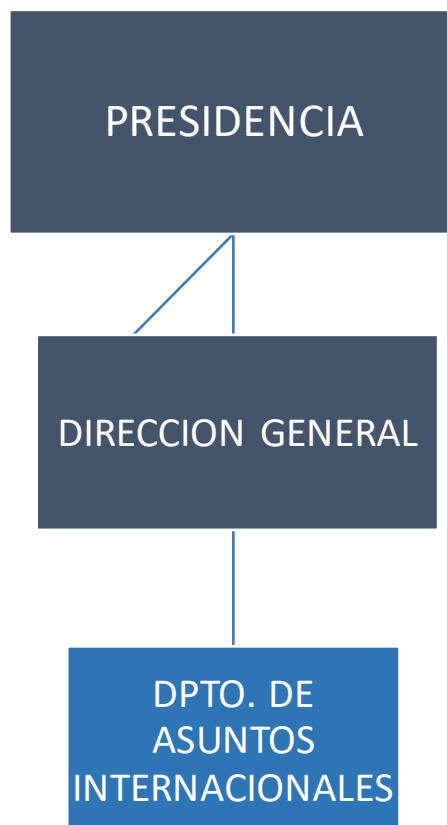 PRESIDENCIA
DIRECCION GENERAL
DPTO. DE
ASUNTOS
INTERNACIONALES